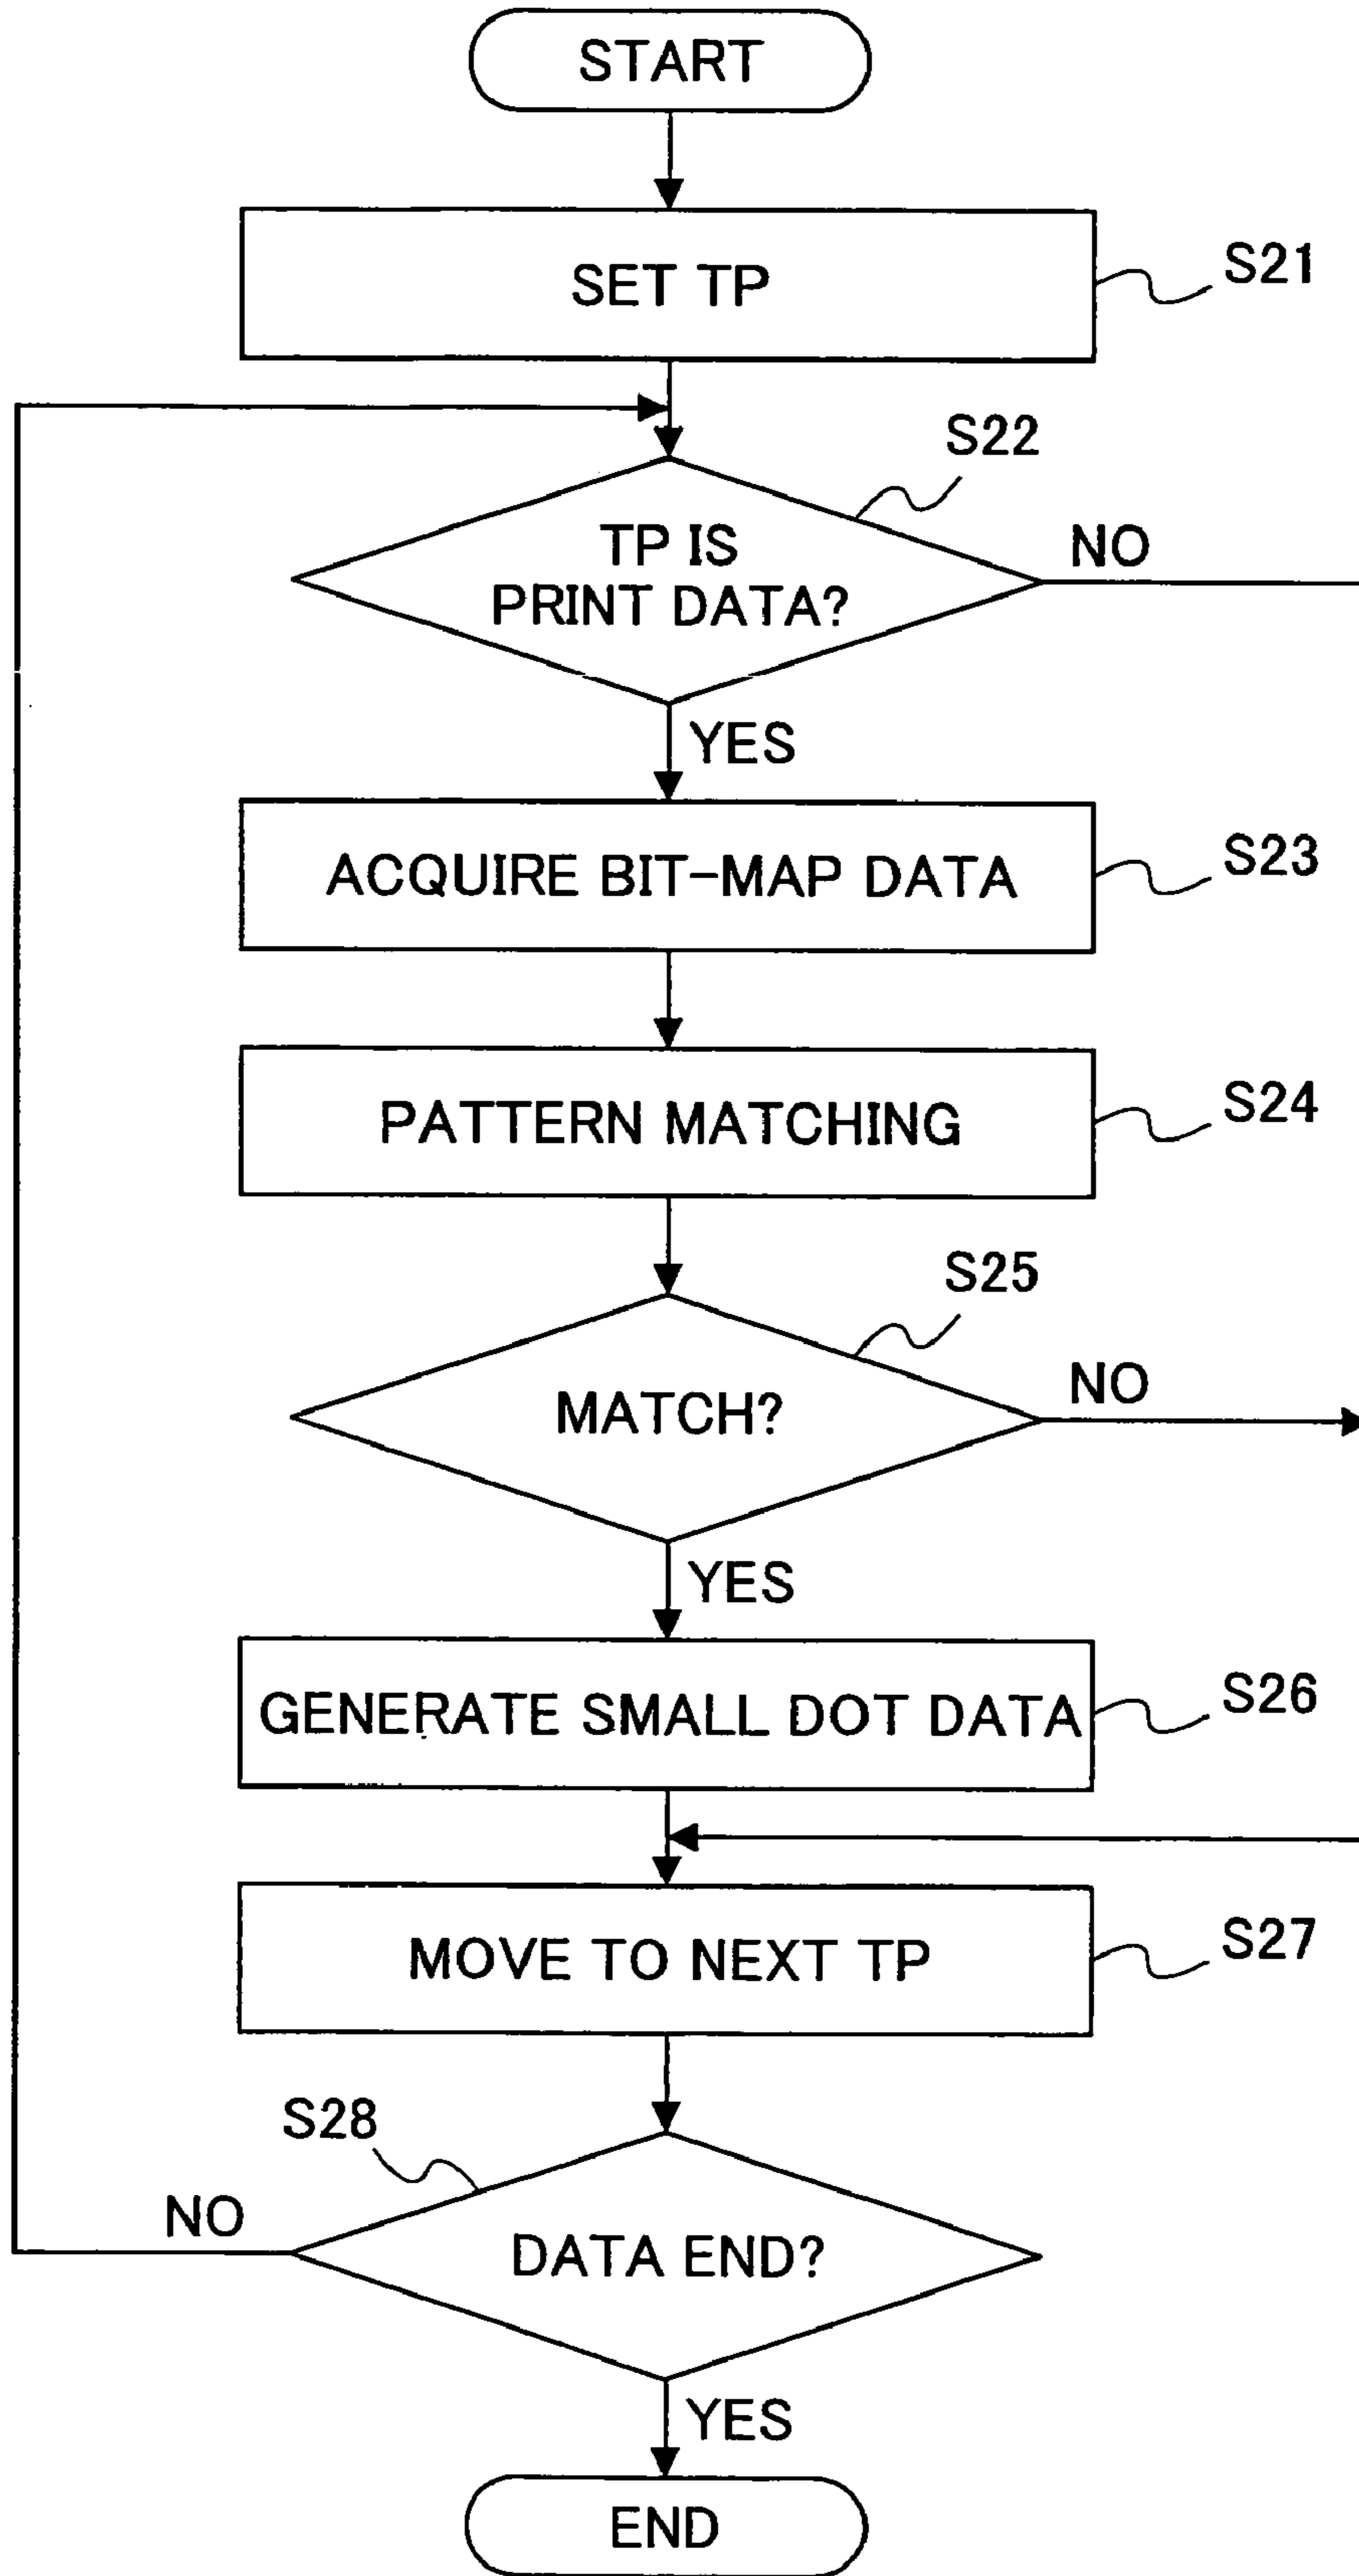 START
SET TP
S21
S22
TP IS
PRINT DATA?
NO
YES
ACQUIRE BIT-MAP DATA
S23
PATTERN MATCHING
S24
S25
MATCH?
NO
YES
GENERATE SMALL DOT DATA
S26
MOVE TO NEXT TP
S27
S28
NO
DATA END?
YES
END